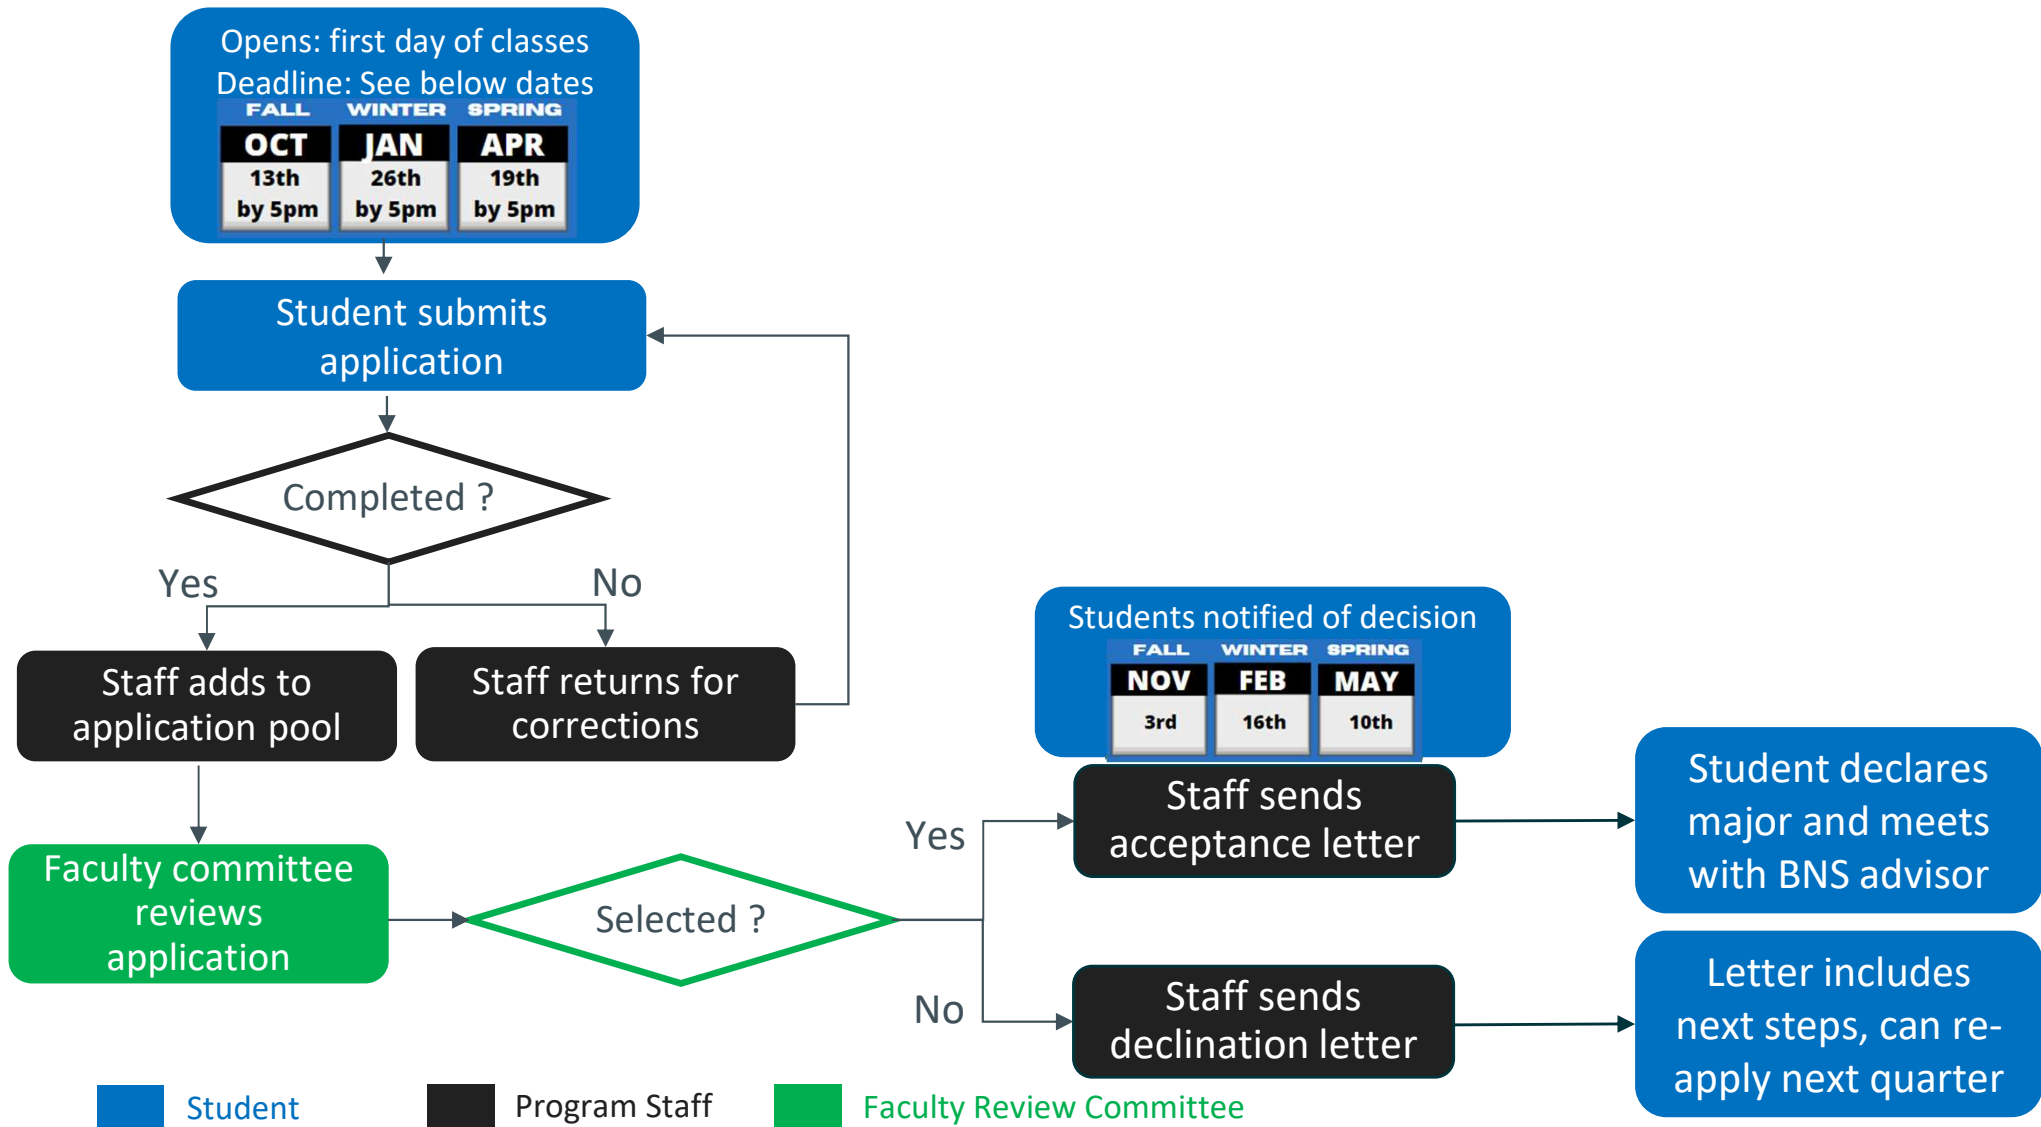 Opens: first day of classes
Deadline: See below dates
FALL WINTER SPRING
OCT JAN APR
13th 26th 19th
by 5pm by 5pm by 5pm
Student submits
application
Completed ?
Yes
No
Staff adds to
application pool
Staff returns for
corrections
Faculty committee
reviews
application
Selected ?
Yes
No
Students notified of decision
FALL WINTER SPRING
NOV FEB MAY
3rd 16th 10th
Staff sends
acceptance letter
Student declares
major and meets
with BNS advisor
Staff sends
declination letter
Letter includes
next steps, can re-
apply next quarter
Student
Program Staff
Faculty Review Committee